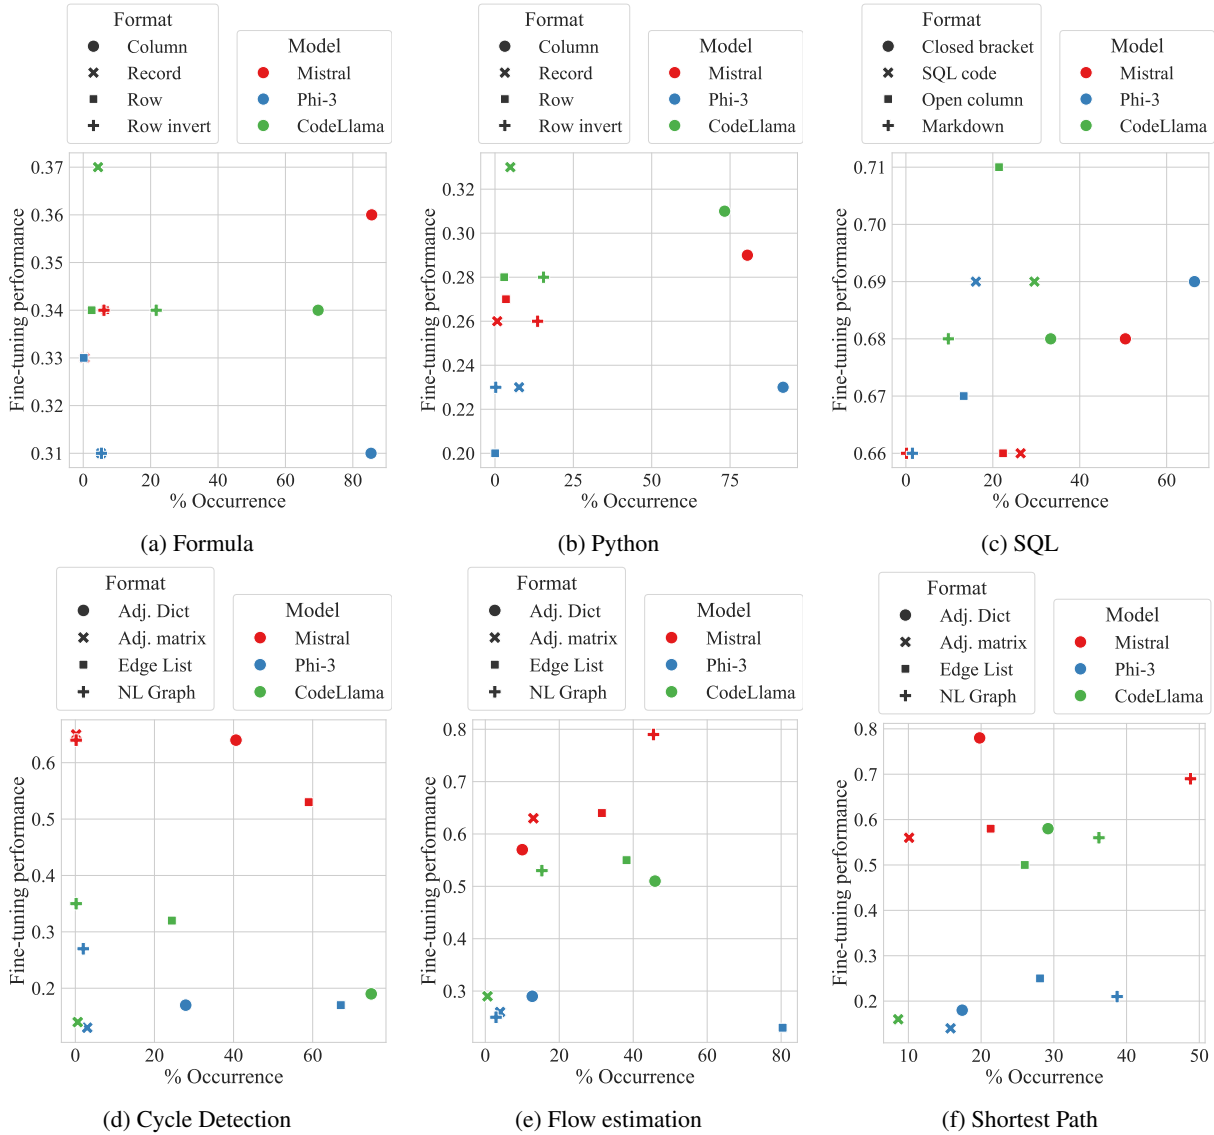 Format
Column
Record
Row
Row invert
Model
Mistral
Phi-3
CodeLlama
0.37
0.36
0.35
0.34
0.33
0.32
0.31
Fine-tuning performance
0 20 40 60 80
% Occurrence
(a) Formula
Format
Column
Record
Row
Row invert
Model
Mistral
Phi-3
CodeLlama
0.32
0.30
0.28
0.26
0.24
0.22
0.20
Fine-tuning performance
0 25 50 75
% Occurrence
(b) Python
Format
Closed bracket
SQL code
Open column
Markdown
Model
Mistral
Phi-3
CodeLlama
0.71
0.70
0.69
0.68
0.67
0.66
Fine-tuning performance
0 20 40 60
% Occurrence
(c) SQL
Format
Adj. Dict
Adj. matrix
Edge List
NL Graph
Model
Mistral
Phi-3
CodeLlama
0.6
0.5
0.4
0.3
0.2
Fine-tuning performance
0 20 40 60
% Occurrence
(d) Cycle Detection
Format
Adj. Dict
Adj. matrix
Edge List
NL Graph
Model
Mistral
Phi-3
CodeLlama
0.8
0.7
0.6
0.5
0.4
0.3
Fine-tuning performance
0 20 40 60 80
% Occurrence
(e) Flow estimation
Format
Adj. Dict
Adj. matrix
Edge List
NL Graph
Model
Mistral
Phi-3
CodeLlama
0.8
0.7
0.6
0.5
0.4
0.3
0.2
Fine-tuning performance
10 20 30 40 50
% Occurrence
(f) Shortest Path